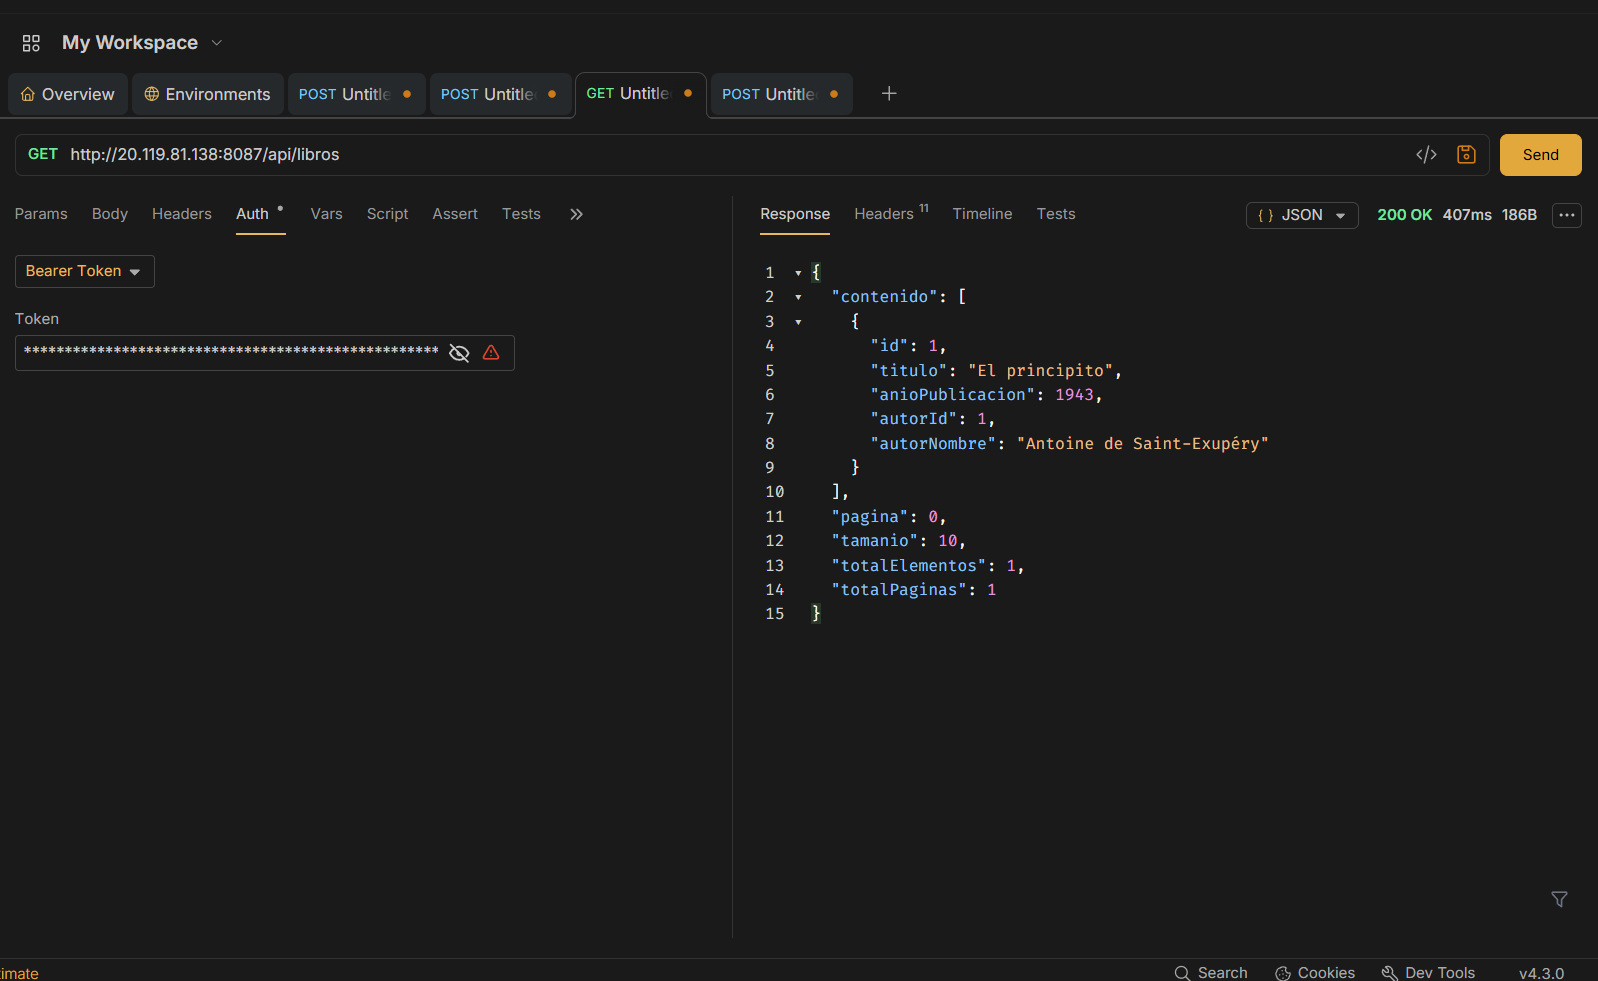 My Workspace
Overview Environments POST Untitle POST Untitle GET Untitle POST Untitle
GET http://20.119.81.138:8087/api/libros </> Send
Params Body Headers Auth Vars Script Assert Tests
Response Headers 11 Timeline Tests { } JSON 200 OK 407ms 186B
Bearer Token
Token
***************************************************
1 {
2 "contenido": [
3 {
4 "id": 1,
5 "titulo": "El principito",
6 "anioPublicacion": 1943,
7 "autorId": 1,
8 "autorNombre": "Antoine de Saint-Exupéry"
9 }
10 ],
11 "pagina": 0,
12 "tamanio": 10,
13 "totalElementos": 1,
14 "totalPaginas": 1
15 }
imate Search Cookies Dev Tools v4.3.0